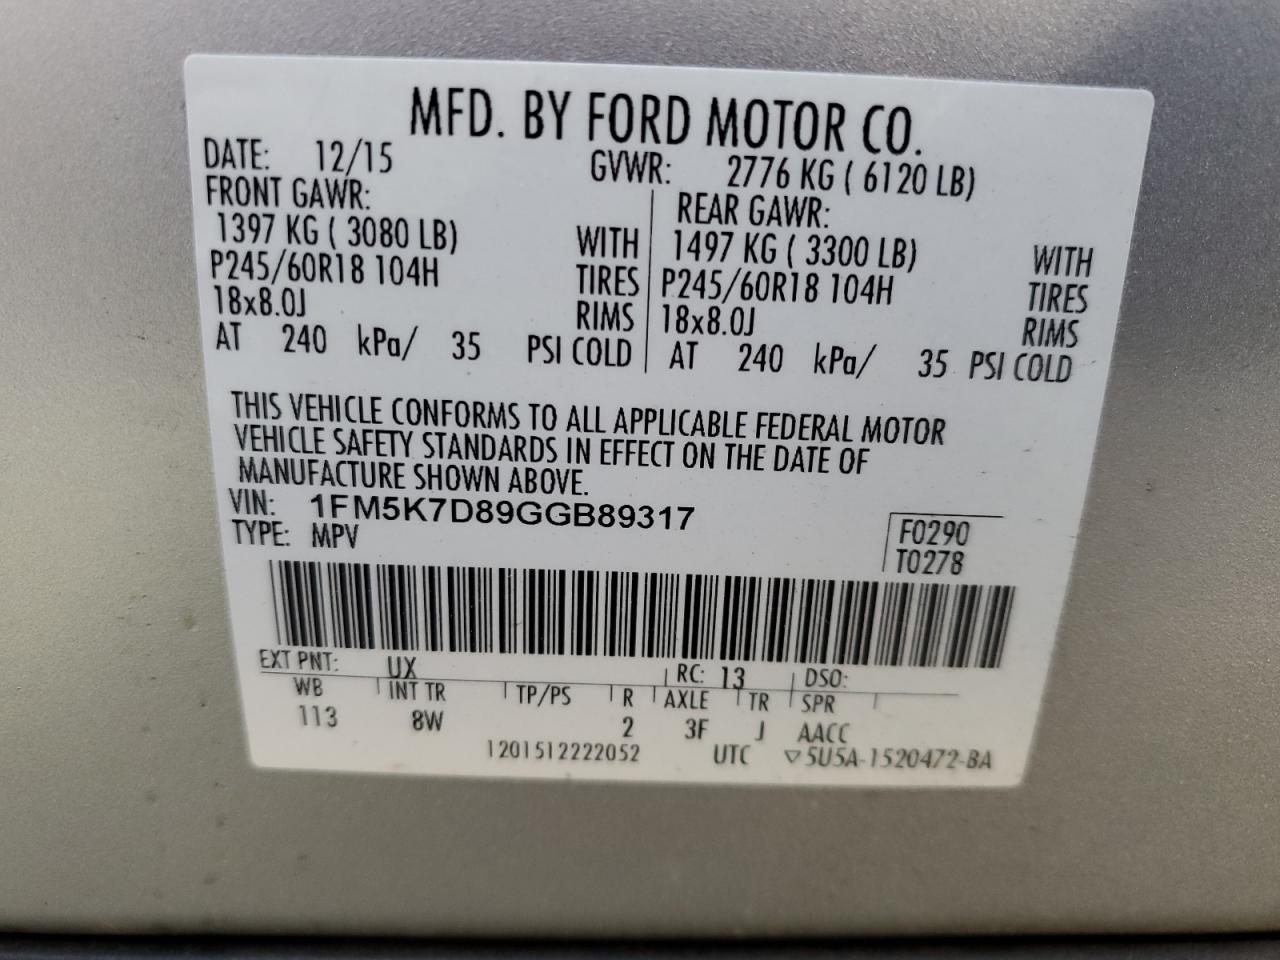 MFD. BY FORD MOTOR CO.
DATE: 12/15 GVWR: 2776 KG ( 6120 LB)
FRONT GAWR: REAR GAWR:
1397 KG ( 3080 LB) WITH 1497 KG ( 3300 LB) WITH
P245/60R18 104H TIRES P245/60R18 104H TIRES
18x8.0J RIMS 18x8.0J RIMS
AT 240 kPa/ 35 PSI COLD AT 240 kPa/ 35 PSI COLD
THIS VEHICLE CONFORMS TO ALL APPLICABLE FEDERAL MOTOR
VEHICLE SAFETY STANDARDS IN EFFECT ON THE DATE OF
MANUFACTURE SHOWN ABOVE.
VIN: 1FM5K7D89GGB89317
TYPE: MPV F0290
T0278
EXT PNT: UX RC: 13 DSO:
WB INT TR TP/PS R AXLE TR SPR
113 8W 2 3F J AACC
1201512222052 UTC ▽5U5A-1520472-BA